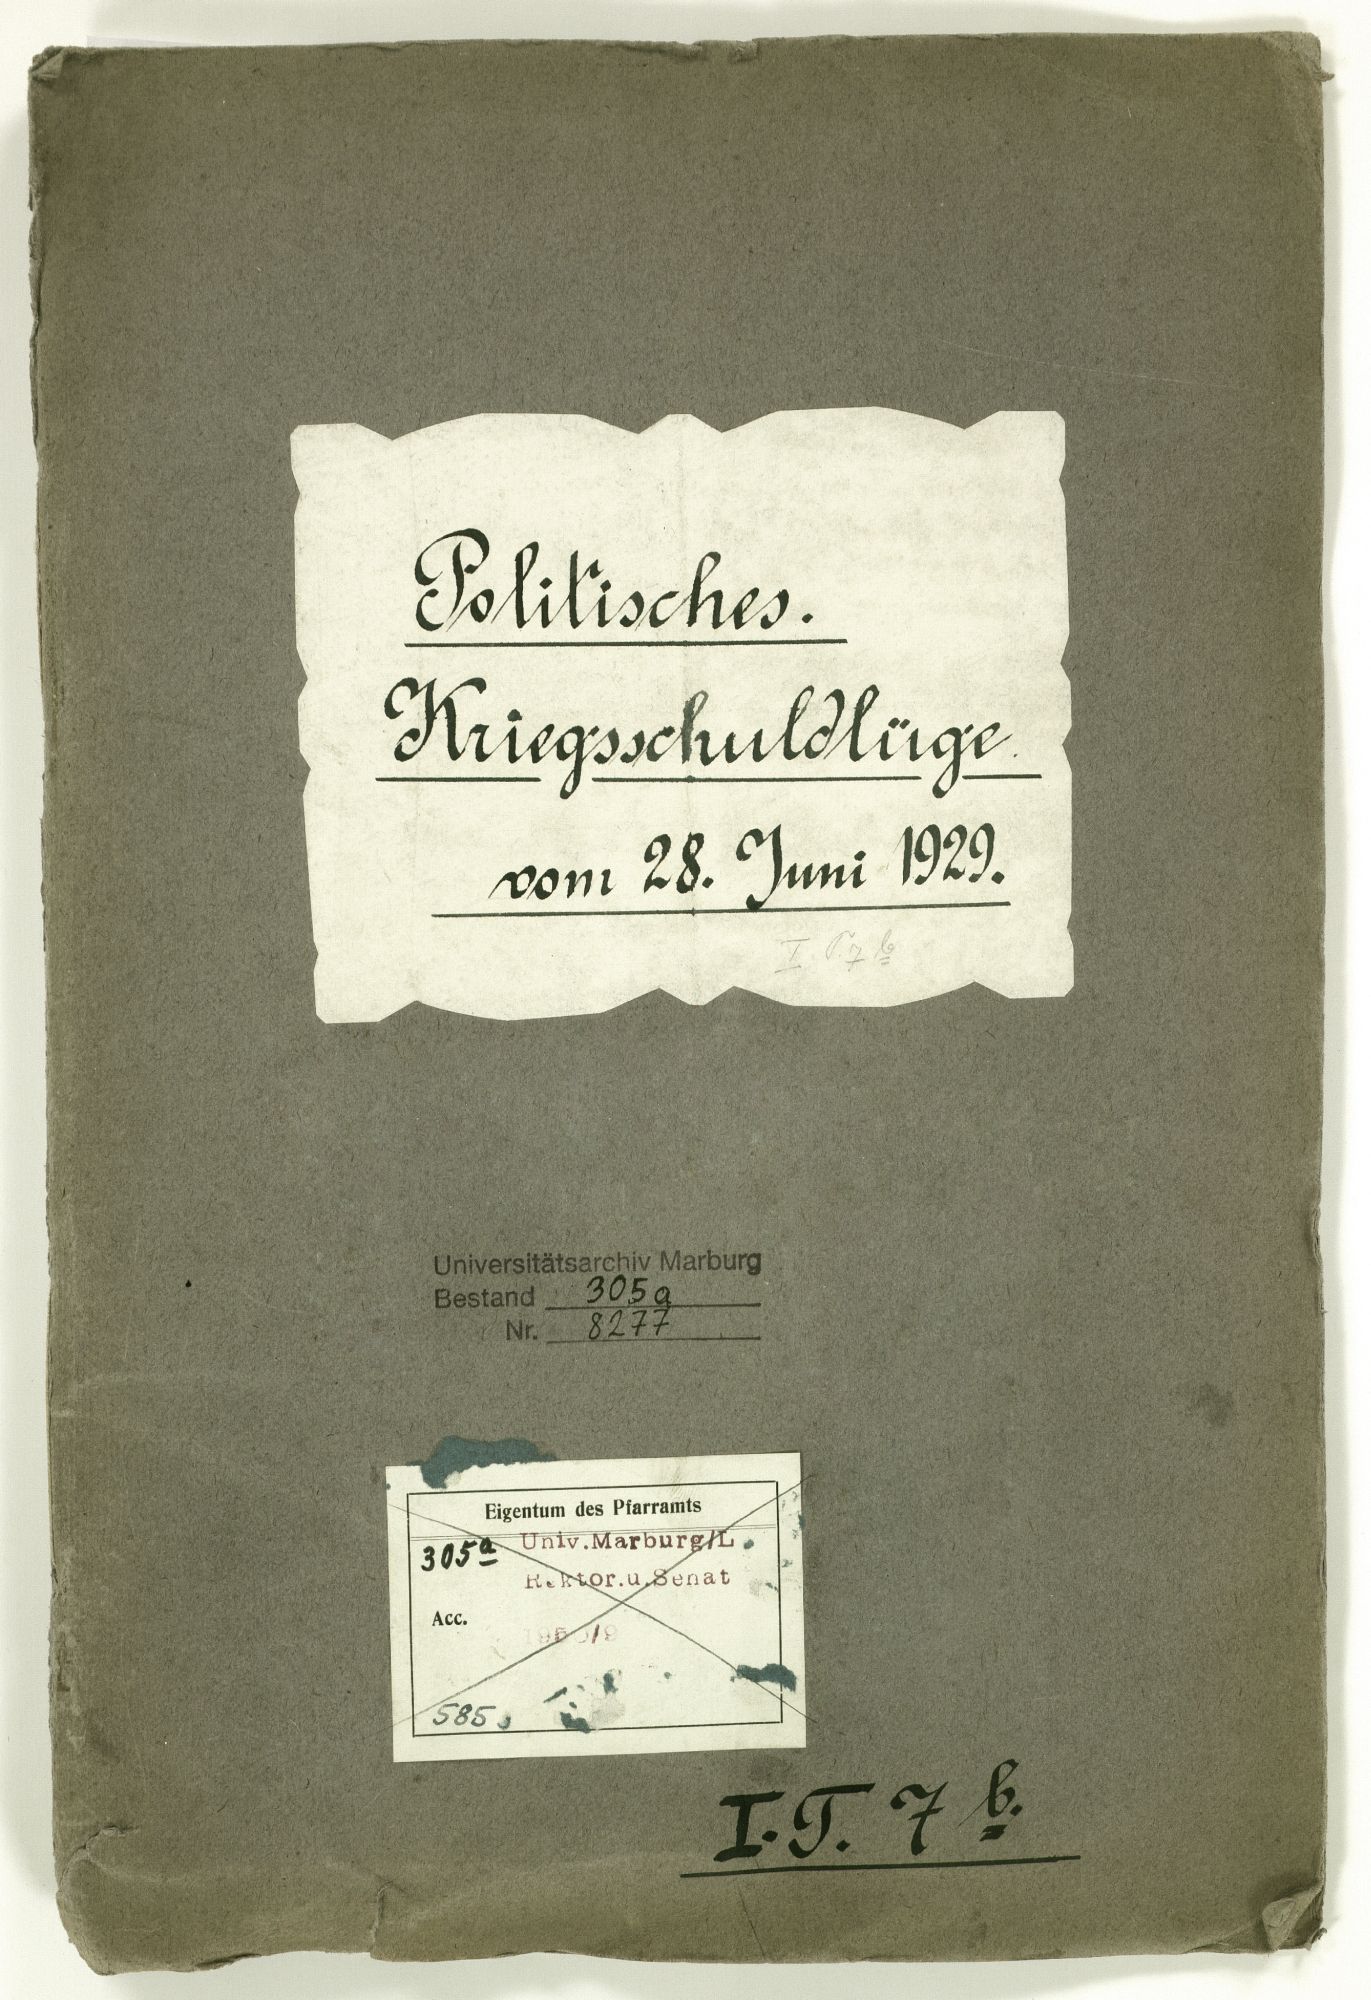 Politisches.
Kriegsschuldlüge
vom 28. Juni 1929.
Universitätsarchiv Marburg
Bestand 305a
Nr. 8277
Eigentum des Pfarramts
305a Univ.Marburg/L.
Rektor.u.Senat
Acc.
585.
I.T. 7 b.